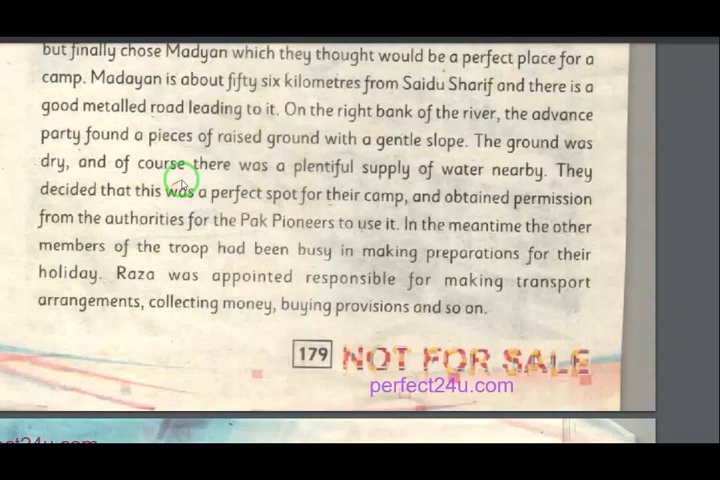 but finally chose Madyan which they thought would be a perfect place for a
camp. Madayan is about fifty six kilometres from Saidu Sharif and there is a
good metalled road leading to it. On the right bank of the river, the advance
party found a pieces of raised ground with a gentle slope. The ground was
dry, and of course there was a plentiful supply of water nearby. They
decided that this was a perfect spot for their camp, and obtained permission
from the authorities for the Pak Pioneers to use it. In the meantime the other
members of the troop had been busy in making preparations for their
holiday. Raza was appointed responsible for making transport
arrangements, collecting money, buying provisions and so on.
179 NOT FOR SALE
perfect24u.com
ct24u.com